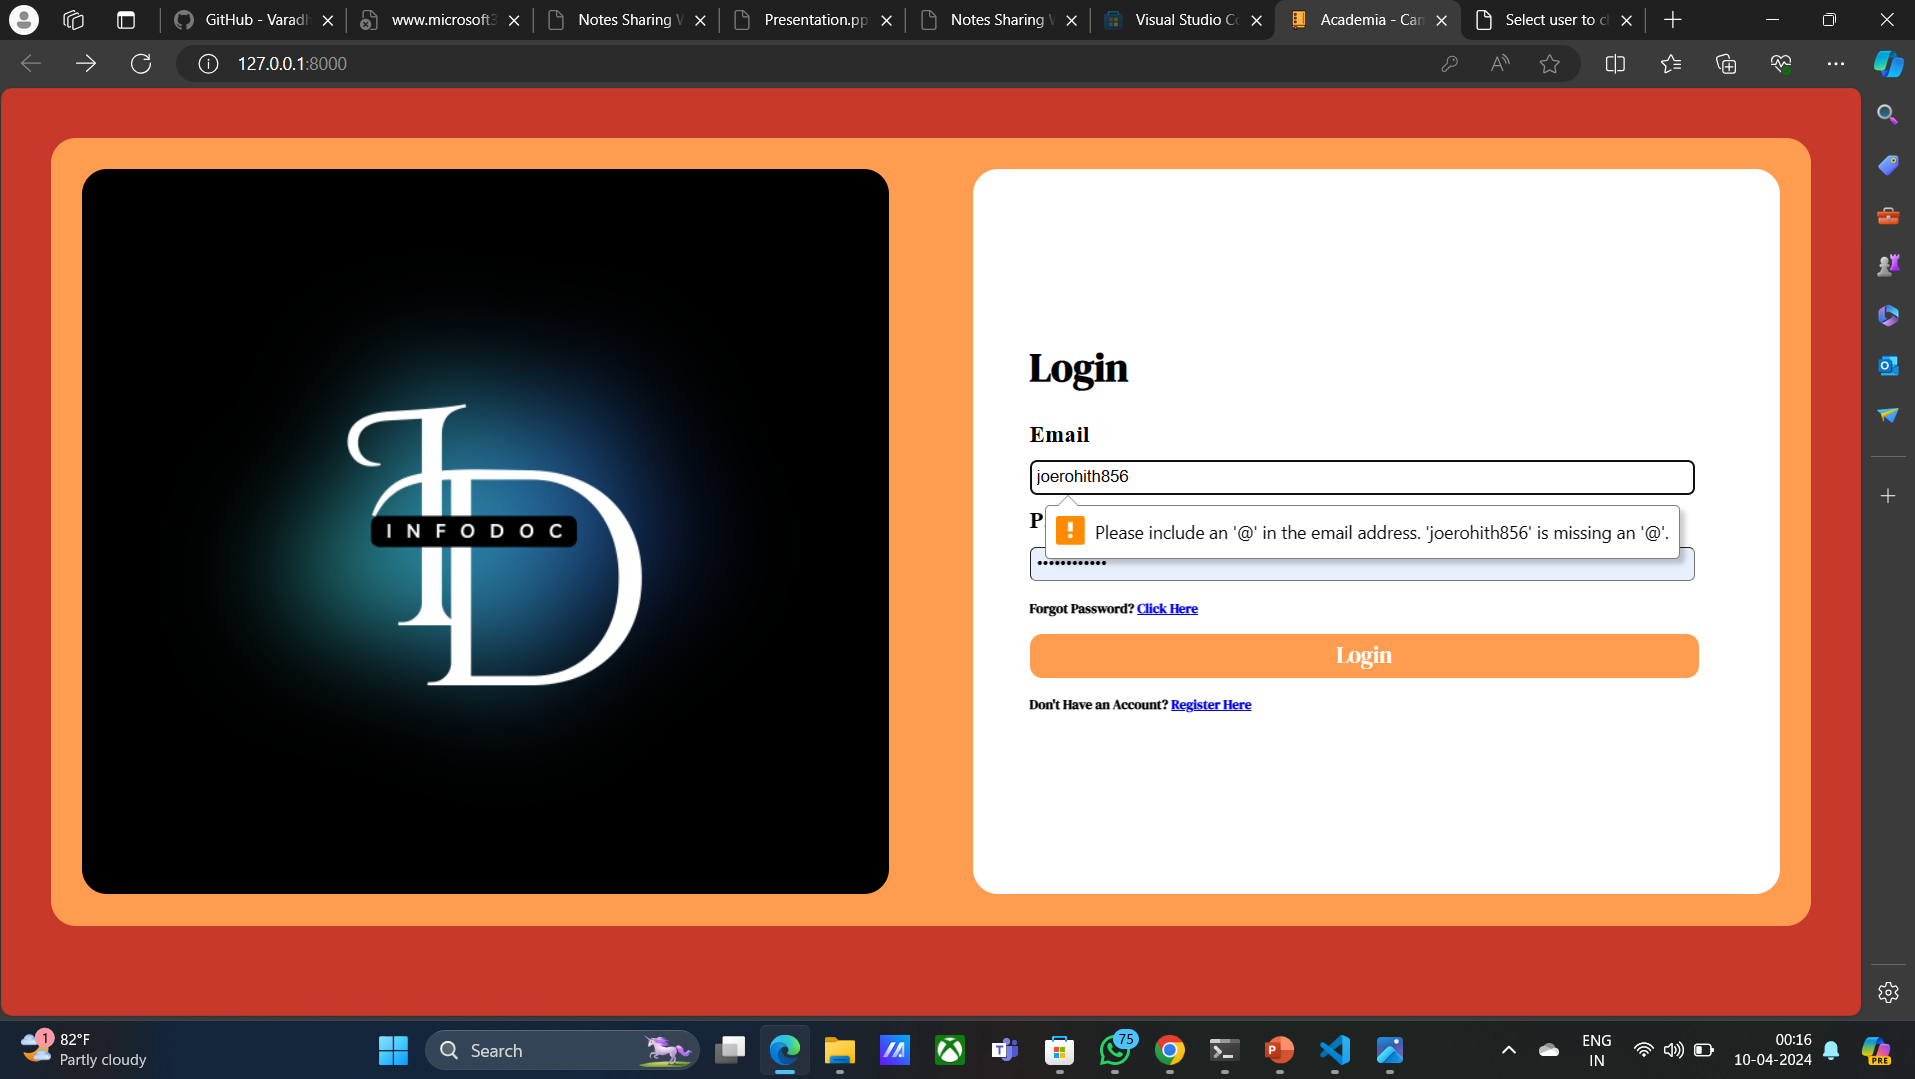 GitHub - Varadh
www.microsoft3
Notes Sharing W
Presentation.pp
Notes Sharing W
Visual Studio Co
Academia - Cam
Select user to c
127.0.0.1:8000
INFODOC
Login
Email
joerohith856
P
Please include an '@' in the email address. 'joerohith856' is missing an '@'.
••••••••••••
Forgot Password? Click Here
Login
Don't Have an Account? Register Here
1
82°F
Partly cloudy
Search
75
ENG
IN
00:16
10-04-2024
PRE